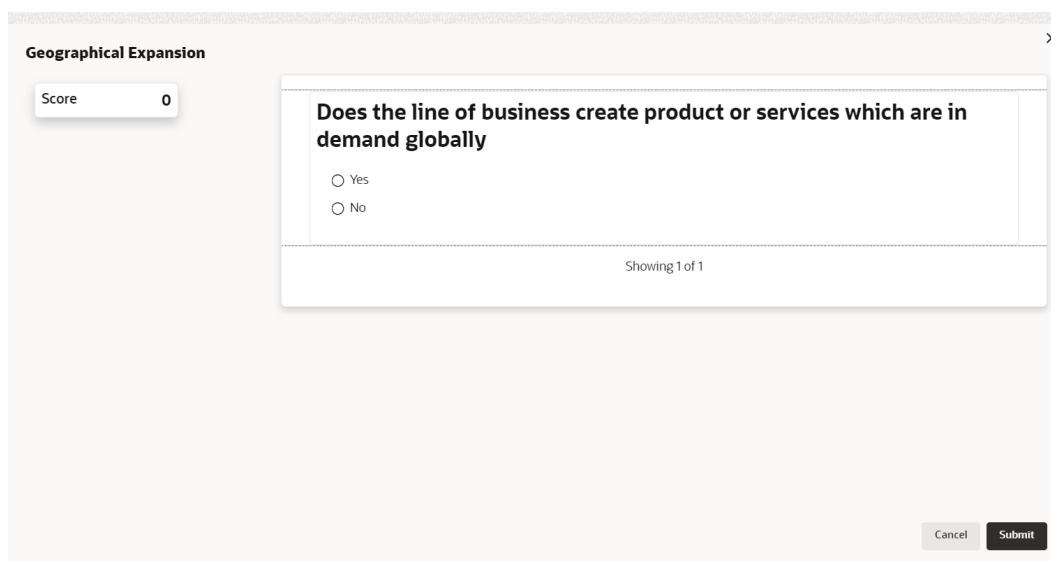 Geographical Expansion
Score 0
Does the line of business create product or services which are in
demand globally
Yes
No
Showing 1 of 1
Cancel Submit